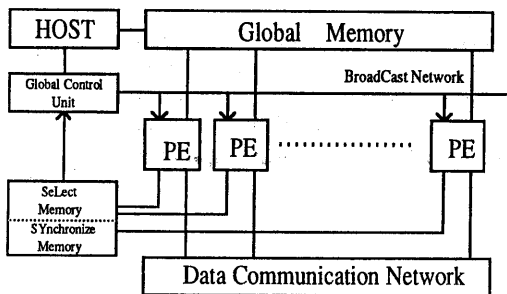 HOST
Global Memory
Global Control
Unit
BroadCast Network
PE
PE
PE
SeLect
Memory
SYnchronize
Memory
Data Communication Network